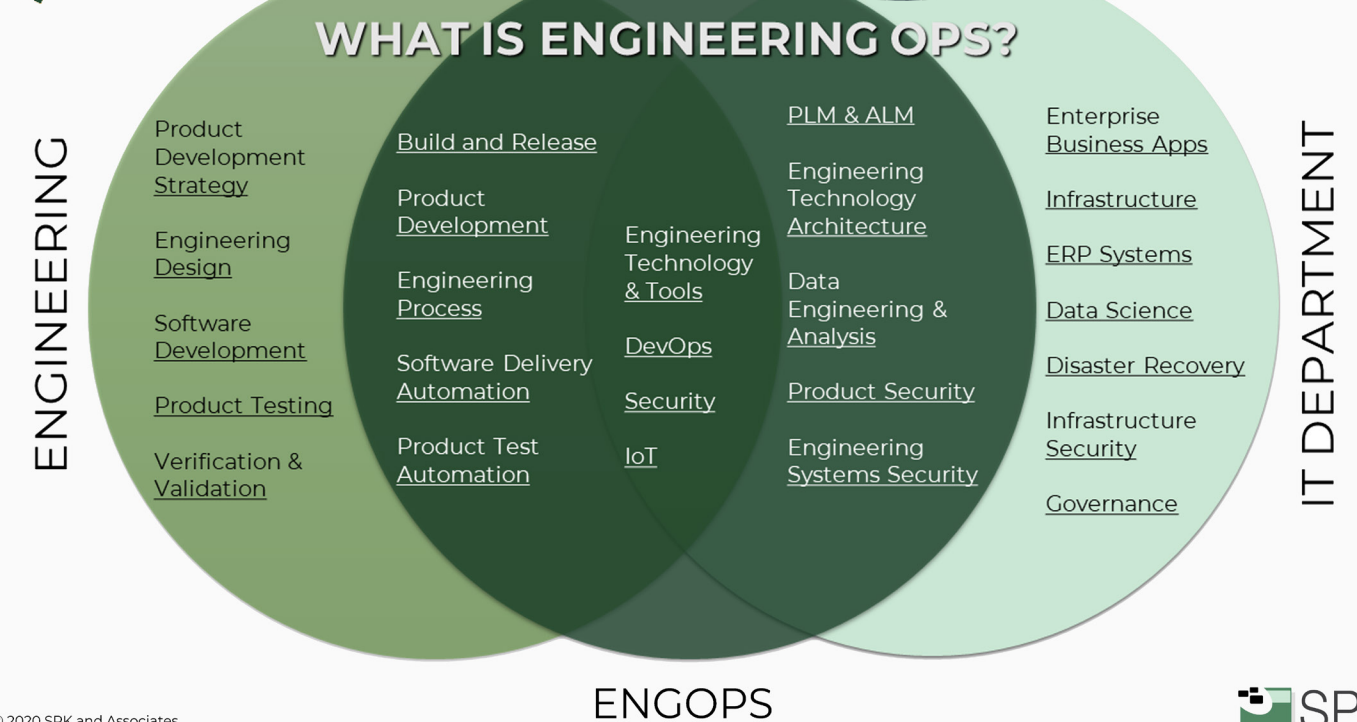 WHAT IS ENGINEERING OPS?
ENGINEERING
Product
Development
Strategy
Engineering
Design
Software
Development
Product Testing
Verification &
Validation
Build and Release
Product
Development
Engineering
Process
Software Delivery
Automation
Product Test
Automation
Engineering
Technology
& Tools
DevOps
Security
IoT
PLM & ALM
Engineering
Technology
Architecture
Data
Engineering &
Analysis
Product Security
Engineering
Systems Security
Enterprise
Business Apps
Infrastructure
ERP Systems
Data Science
Disaster Recovery
Infrastructure
Security
Governance
IT DEPARTMENT
ENGOPS
© 2020 SPK and Associates
SP